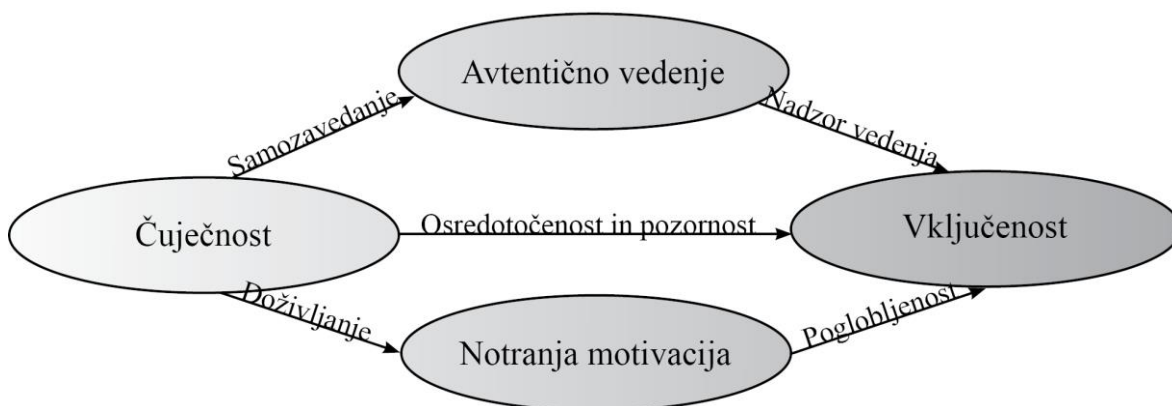 Avtentično vedenje
Samozavedanje
Nadzor vedenja
Čuječnost
Osredotočenost in pozornost
Vključenost
Doživljanje
Notranja motivacija
Poglobljenost